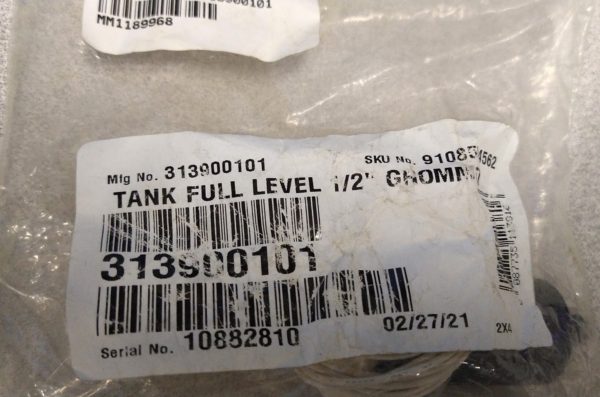 MM1189968
Mfg No. 313900101 SKU No.
TANK FULL LEVEL 1/2"
313900101
02/27/21 2X4
Serial No. 10882810